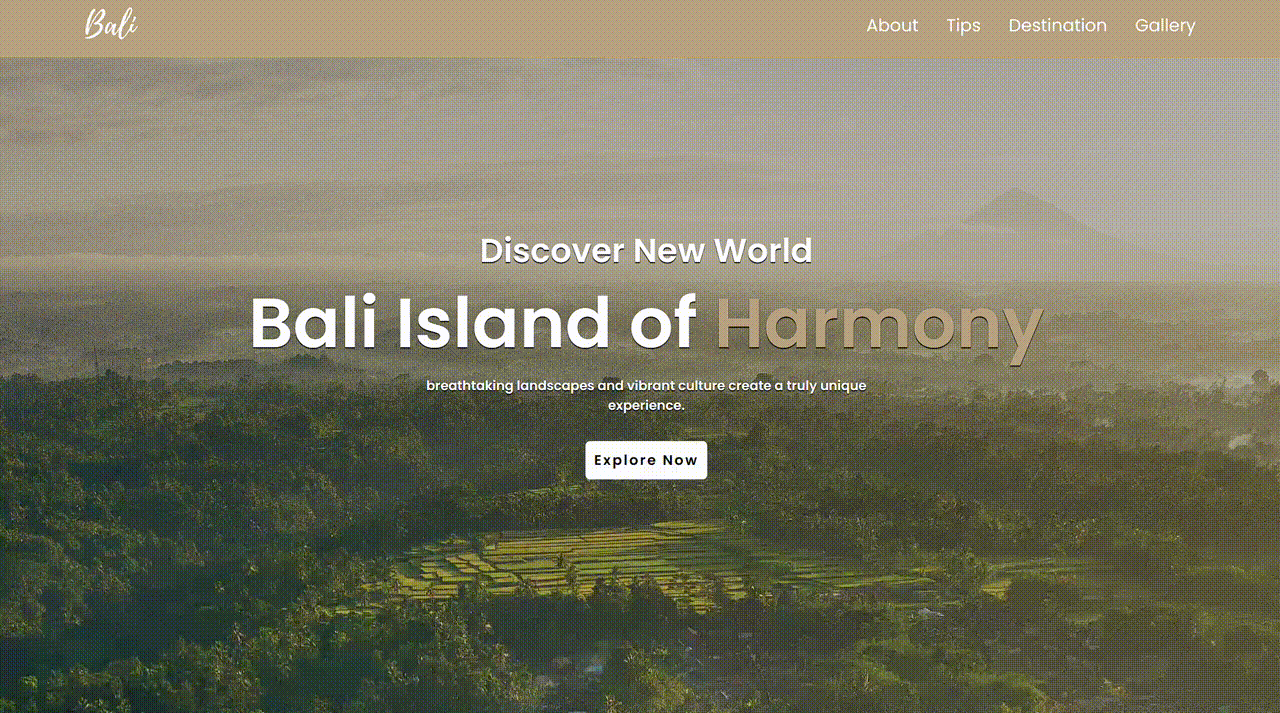 Bali
About Tips Destination Gallery
Discover New World
Bali Island of Harmony
breathtaking landscapes and vibrant culture create a truly unique
experience.
Explore Now